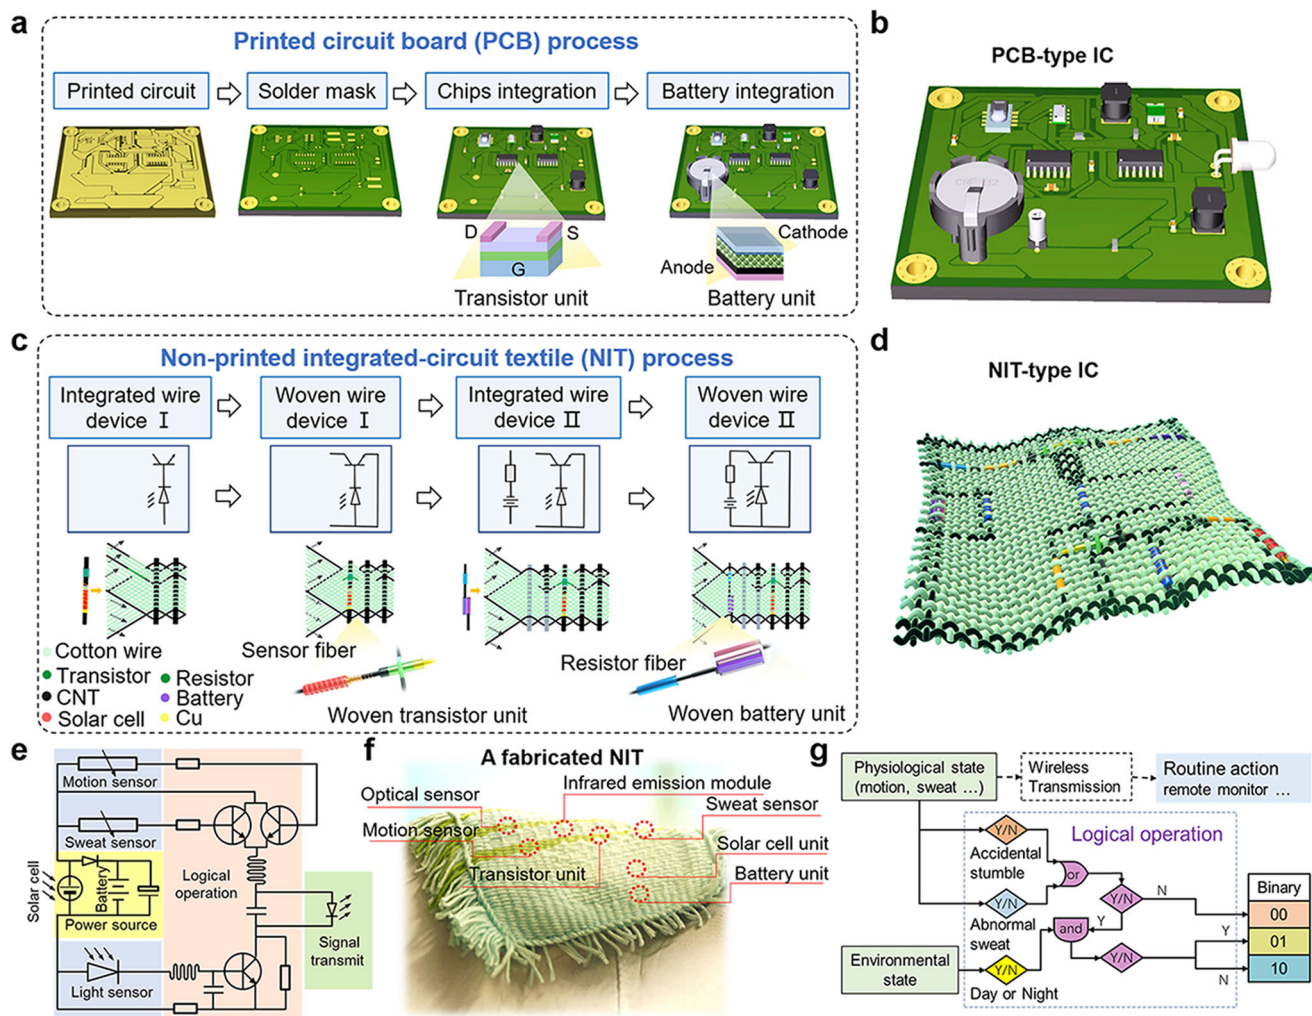 a
Printed circuit board (PCB) process
Printed circuit
Solder mask
Chips integration
Battery integration
D
S
G
Transistor unit
Cathode
Anode
Battery unit
b
PCB-type IC
c
Non-printed integrated-circuit textile (NIT) process
Integrated wire
device Ⅰ
Woven wire
device Ⅰ
Integrated wire
device Ⅱ
Woven wire
device Ⅱ
Cotton wire
Transistor
CNT
Solar cell
Resistor
Battery
Cu
Sensor fiber
Woven transistor unit
Resistor fiber
Woven battery unit
d
NIT-type IC
e
Motion sensor
Sweat sensor
Solar cell
Battery
Power source
Light sensor
Logical
operation
Signal
transmit
f
A fabricated NIT
Optical sensor
Motion sensor
Transistor unit
Infrared emission module
Sweat sensor
Solar cell unit
Battery unit
g
Physiological state
(motion, sweat ...)
Wireless
Transmission
Routine action
remote monitor ...
Logical operation
Y/N
Accidental
stumble
or
Y/N
Abnormal
sweat
Y/N
N
Y
and
Environmental
state
Y/N
Day or Night
Y/N
Y
N
Binary
00
01
10